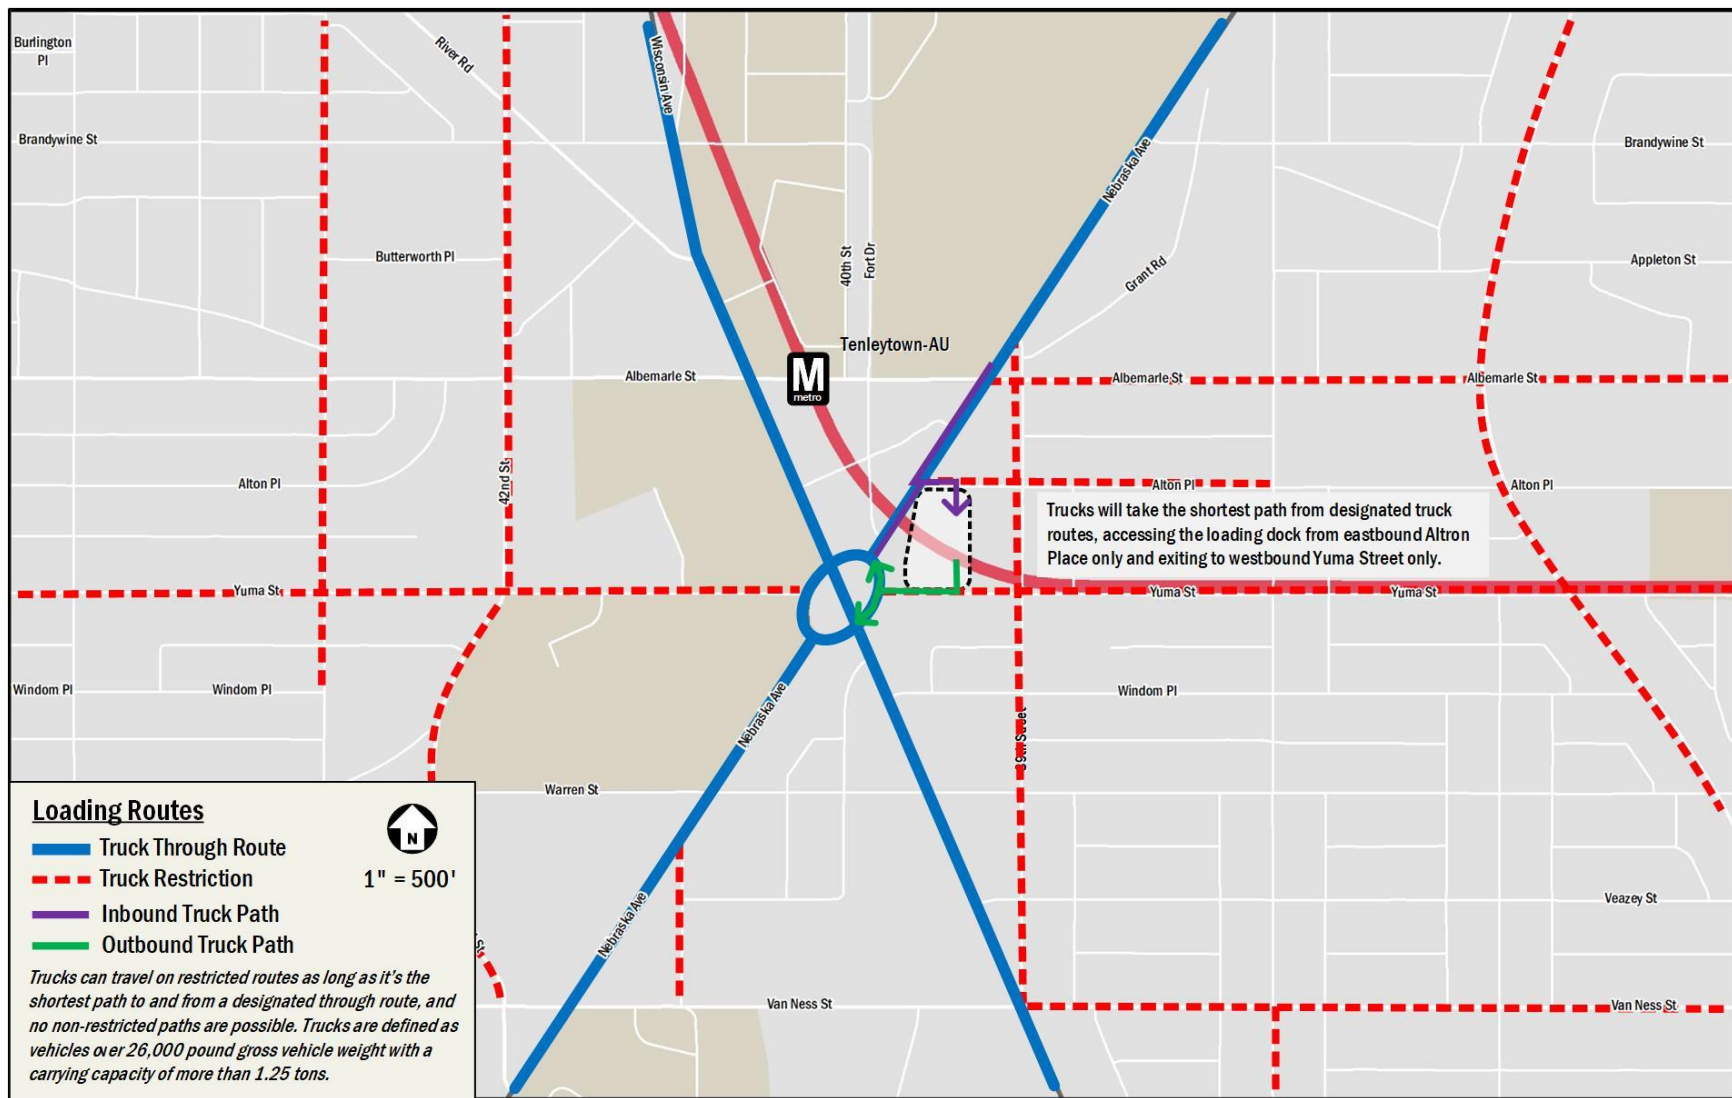 Burlington
Pl
River Rd
Wisconsin Ave
Brandywine St
Nebraska Ave
Brandywine St
Butterworth Pl
40th St
Fort Dr
Grant Rd
Appleton St
Tenleytown-AU
M
metro
Albemarle St
Albemarle St
Albemarle St
42nd St
Alton Pl
Alton Pl
Alton Pl
Trucks will take the shortest path from designated truck
routes, accessing the loading dock from eastbound Altron
Place only and exiting to westbound Yuma Street only.
Yuma St
Yuma St
Yuma St
Windom Pl
Windom Pl
Nebraska Ave
Windom Pl
39th Street
Warren St
Loading Routes
N
1" = 500'
Truck Through Route
Truck Restriction
Inbound Truck Path
Outbound Truck Path
Trucks can travel on restricted routes as long as it's the
shortest path to and from a designated through route, and
no non-restricted paths are possible. Trucks are defined as
vehicles over 26,000 pound gross vehicle weight with a
carrying capacity of more than 1.25 tons.
St
Nebraska Ave
Veazey St
Van Ness St
Van Ness St